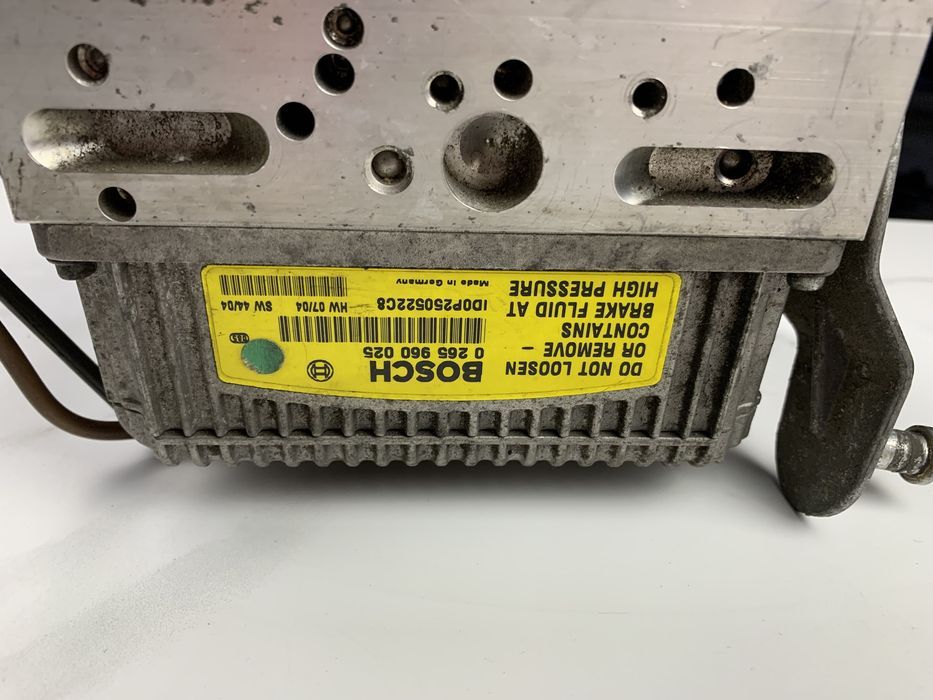 DO NOT LOOSEN
OR REMOVE -
CONTAINS
BRAKE FLUID AT
HIGH PRESSURE
BOSCH
0 265 960 025
ID0P250522C8
Made in Germany
HW 07/04
SW 44/04